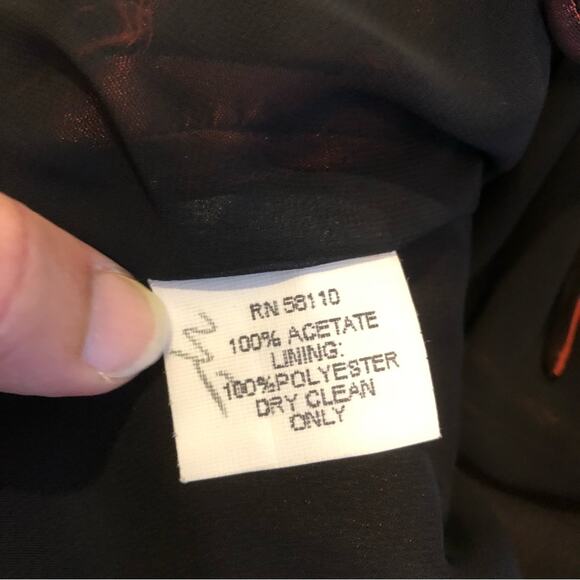 RN 58110
100% ACETATE
LINING:
100%POLYESTER
DRY CLEAN
ONLY